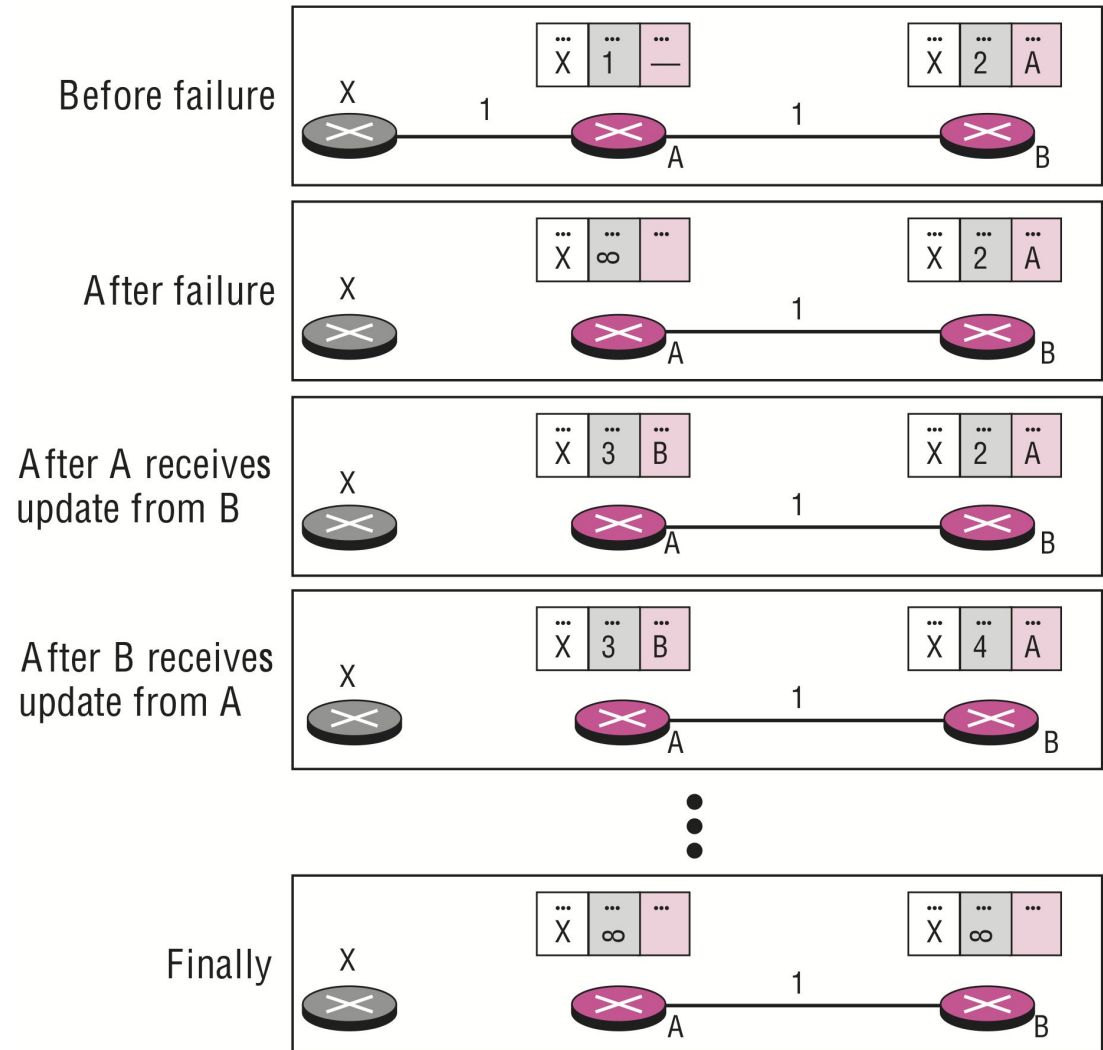 Before failure
X
1
1
...
X 1 —
A
...
X 2 A
B
After failure
X
1
...
X ∞ ...
A
...
X 2 A
B
After A receives
update from B
X
1
...
X 3 B
A
...
X 2 A
B
After B receives
update from A
X
1
...
X 3 B
A
...
X 4 A
B
Finally
X
1
...
X ∞ ...
A
...
X ∞ ...
B